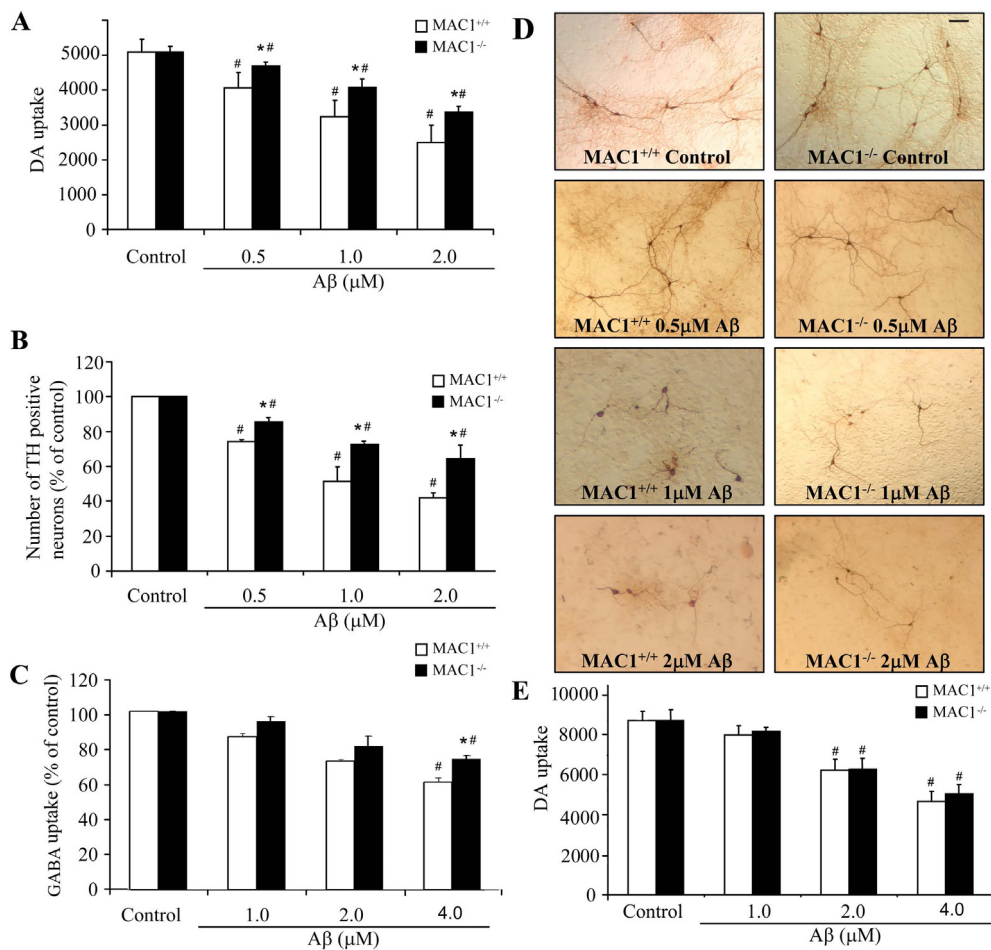 A
MAC1+/+
MAC1-/-
5000
4000
3000
2000
1000
0
DA uptake
# *# # *# # *#
Control 0.5 1.0 2.0
Aβ (μM)
B
MAC1+/+
MAC1-/-
120
100
80
60
40
20
0
Number of TH positive
neurons (% of control)
# *# # *# # *#
Control 0.5 1.0 2.0
Aβ (μM)
C
MAC1+/+
MAC1-/-
120
100
80
60
40
20
0
GABA uptake (% of control)
# *#
Control 1.0 2.0 4.0
Aβ (μM)
D
MAC1+/+ Control
MAC1-/- Control
MAC1+/+ 0.5μM Aβ
MAC1-/- 0.5μM Aβ
MAC1+/+ 1μM Aβ
MAC1-/- 1μM Aβ
MAC1+/+ 2μM Aβ
MAC1-/- 2μM Aβ
E
MAC1+/+
MAC1-/-
10000
8000
6000
4000
2000
0
DA uptake
# # # #
Control 1.0 2.0 4.0
Aβ (μM)